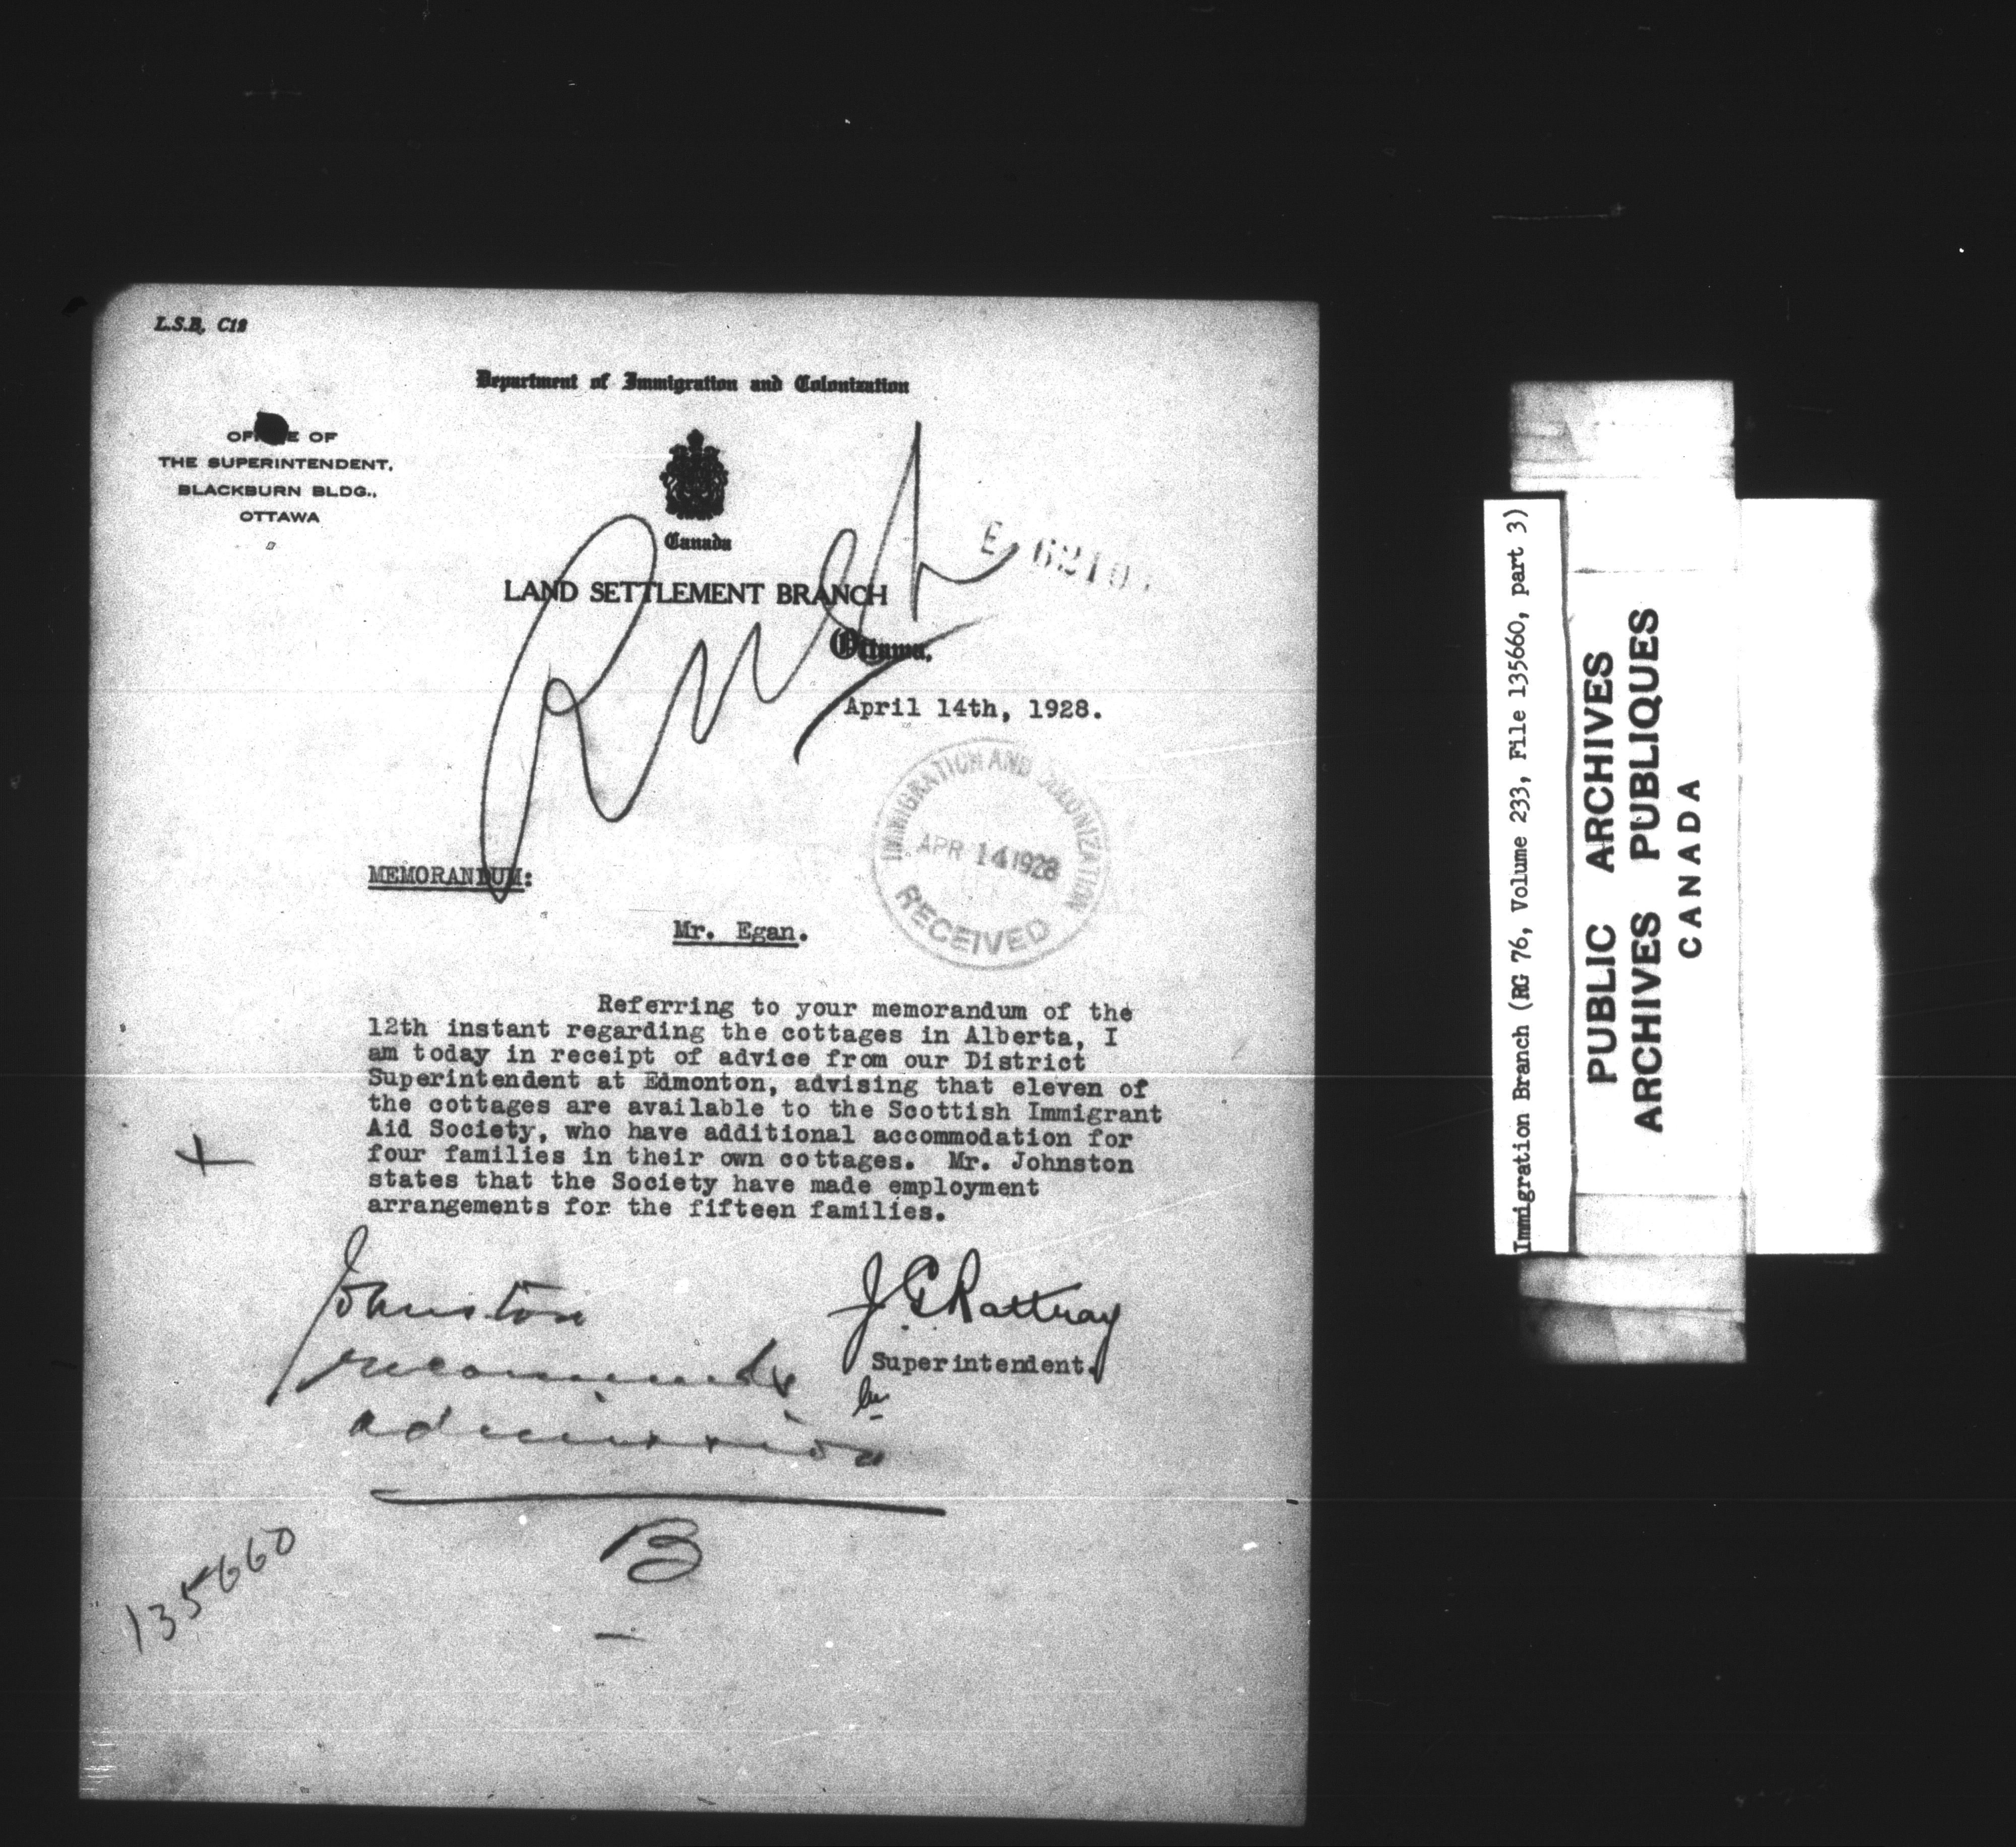 L.S.B. C12
Department of Immigration and Colonization
OFFICE OF
THE SUPERINTENDENT,
BLACKBURN BLDG.,
OTTAWA
Canada
LAND SETTLEMENT BRANCH
Ottawa,
April 14th, 1928.
IMMIGRATION AND COLONIZATION
APR 14 1928
RECEIVED
MEMORANDUM:
Mr. Egan.
Referring to your memorandum of the
12th instant regarding the cottages in Alberta, I
am today in receipt of advice from our District
Superintendent at Edmonton, advising that eleven of
the cottages are available to the Scottish Immigrant
Aid Society, who have additional accommodation for
four families in their own cottages. Mr. Johnston
states that the Society have made employment
arrangements for the fifteen families.
J G Rattray
Superintendent.
Johnston
recommends
admission
B
135660
Immigration Branch (RG 76, Volume 233, File 135660, part 3)
PUBLIC ARCHIVES
ARCHIVES PUBLIQUES
CANADA